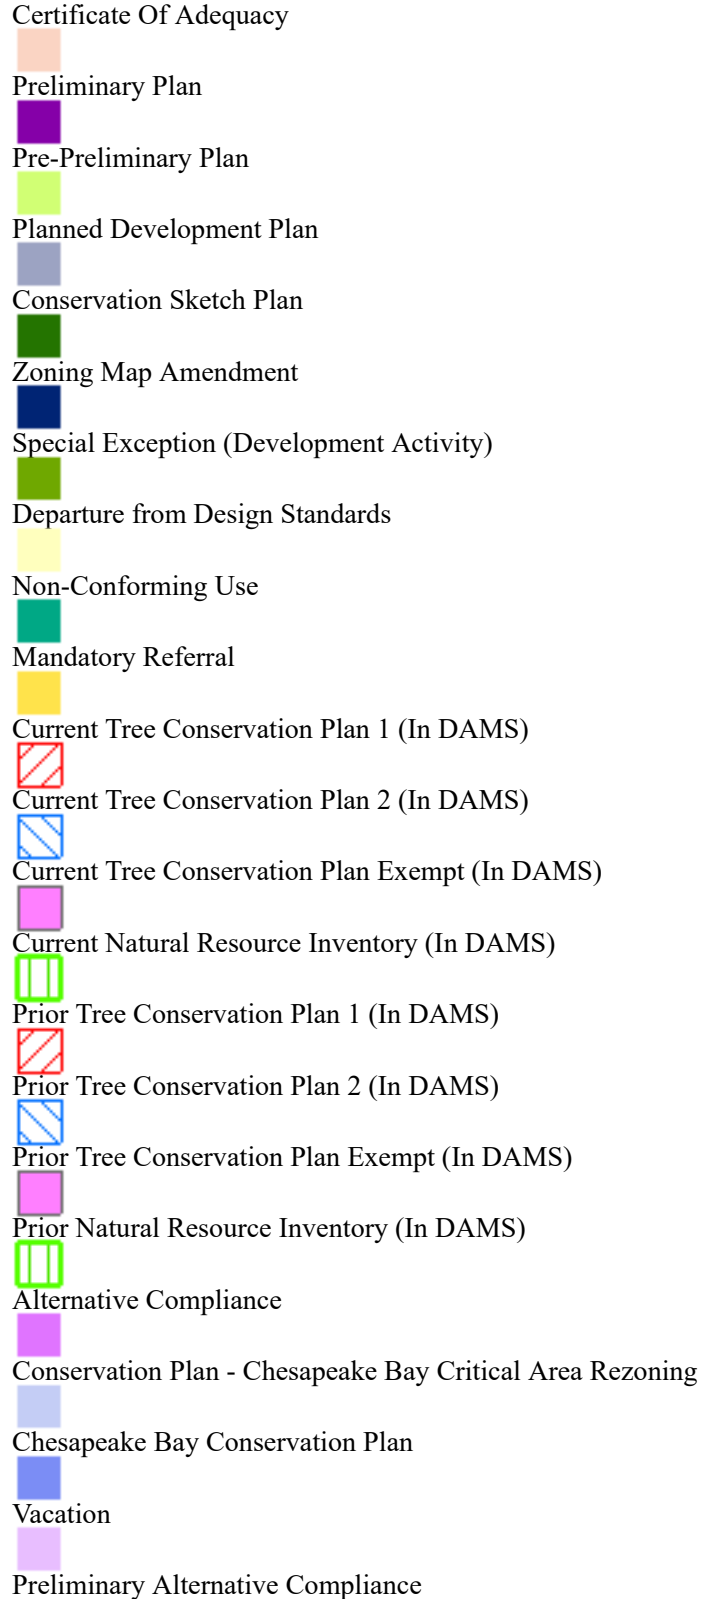 Certificate Of Adequacy
Preliminary Plan
Pre-Preliminary Plan
Planned Development Plan
Conservation Sketch Plan
Zoning Map Amendment
Special Exception (Development Activity)
Departure from Design Standards
Non-Conforming Use
Mandatory Referral
Current Tree Conservation Plan 1 (In DAMS)
Current Tree Conservation Plan 2 (In DAMS)
Current Tree Conservation Plan Exempt (In DAMS)
Current Natural Resource Inventory (In DAMS)
Prior Tree Conservation Plan 1 (In DAMS)
Prior Tree Conservation Plan 2 (In DAMS)
Prior Tree Conservation Plan Exempt (In DAMS)
Prior Natural Resource Inventory (In DAMS)
Alternative Compliance
Conservation Plan - Chesapeake Bay Critical Area Rezoning
Chesapeake Bay Conservation Plan
Vacation
Preliminary Alternative Compliance